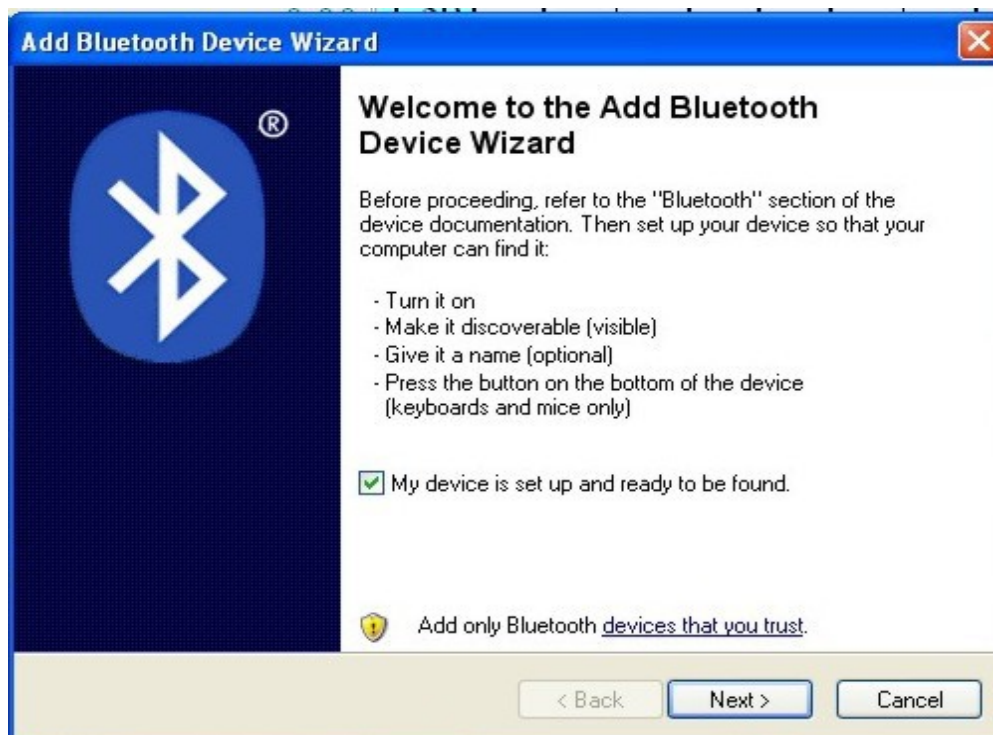 Add Bluetooth Device Wizard
®
Welcome to the Add Bluetooth
Device Wizard
Before proceeding, refer to the "Bluetooth" section of the
device documentation. Then set up your device so that your
computer can find it:
- Turn it on
- Make it discoverable (visible)
- Give it a name (optional)
- Press the button on the bottom of the device
(keyboards and mice only)
My device is set up and ready to be found.
Add only Bluetooth devices that you trust.
< Back
Next >
Cancel